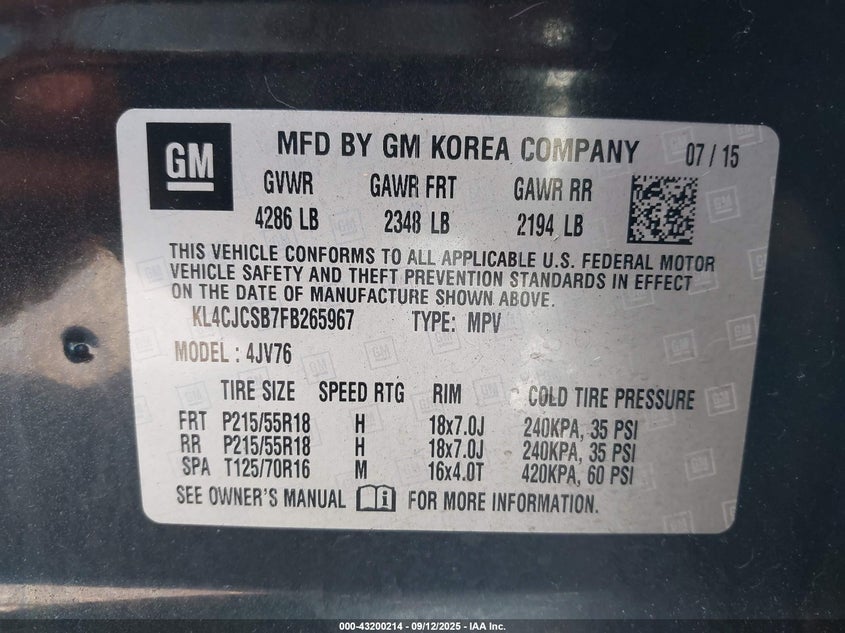 GM
MFD BY GM KOREA COMPANY 07 / 15
GVWR GAWR FRT GAWR RR
4286 LB 2348 LB 2194 LB
THIS VEHICLE CONFORMS TO ALL APPLICABLE U.S. FEDERAL MOTOR
VEHICLE SAFETY AND THEFT PREVENTION STANDARDS IN EFFECT
ON THE DATE OF MANUFACTURE SHOWN ABOVE.
KL4CJCSB7FB265967 TYPE: MPV
MODEL : 4JV76
TIRE SIZE SPEED RTG RIM COLD TIRE PRESSURE
FRT P215/55R18 H 18x7.0J 240KPA, 35 PSI
RR P215/55R18 H 18x7.0J 240KPA, 35 PSI
SPA T125/70R16 M 16x4.0T 420KPA, 60 PSI
SEE OWNER'S MANUAL i FOR MORE INFORMATION.
000-43200214 - 09/12/2025 - IAA Inc.